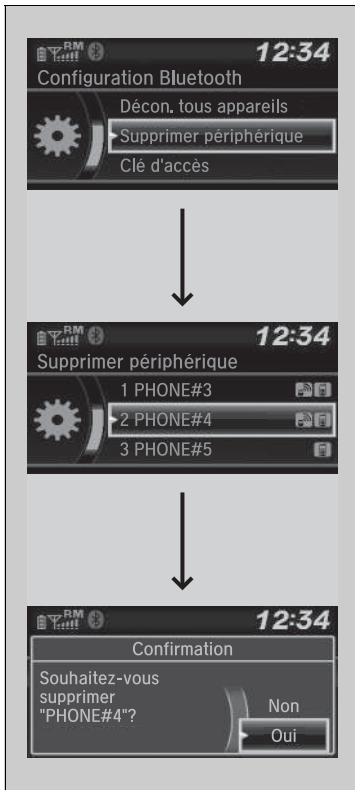 RM 12:34
Configuration Bluetooth
Décon. tous appareils
Supprimer périphérique
Clé d'accès
RM 12:34
Supprimer périphérique
1 PHONE#3
2 PHONE#4
3 PHONE#5
RM 12:34
Confirmation
Souhaitez-vous
supprimer
"PHONE#4"?
Non
Oui